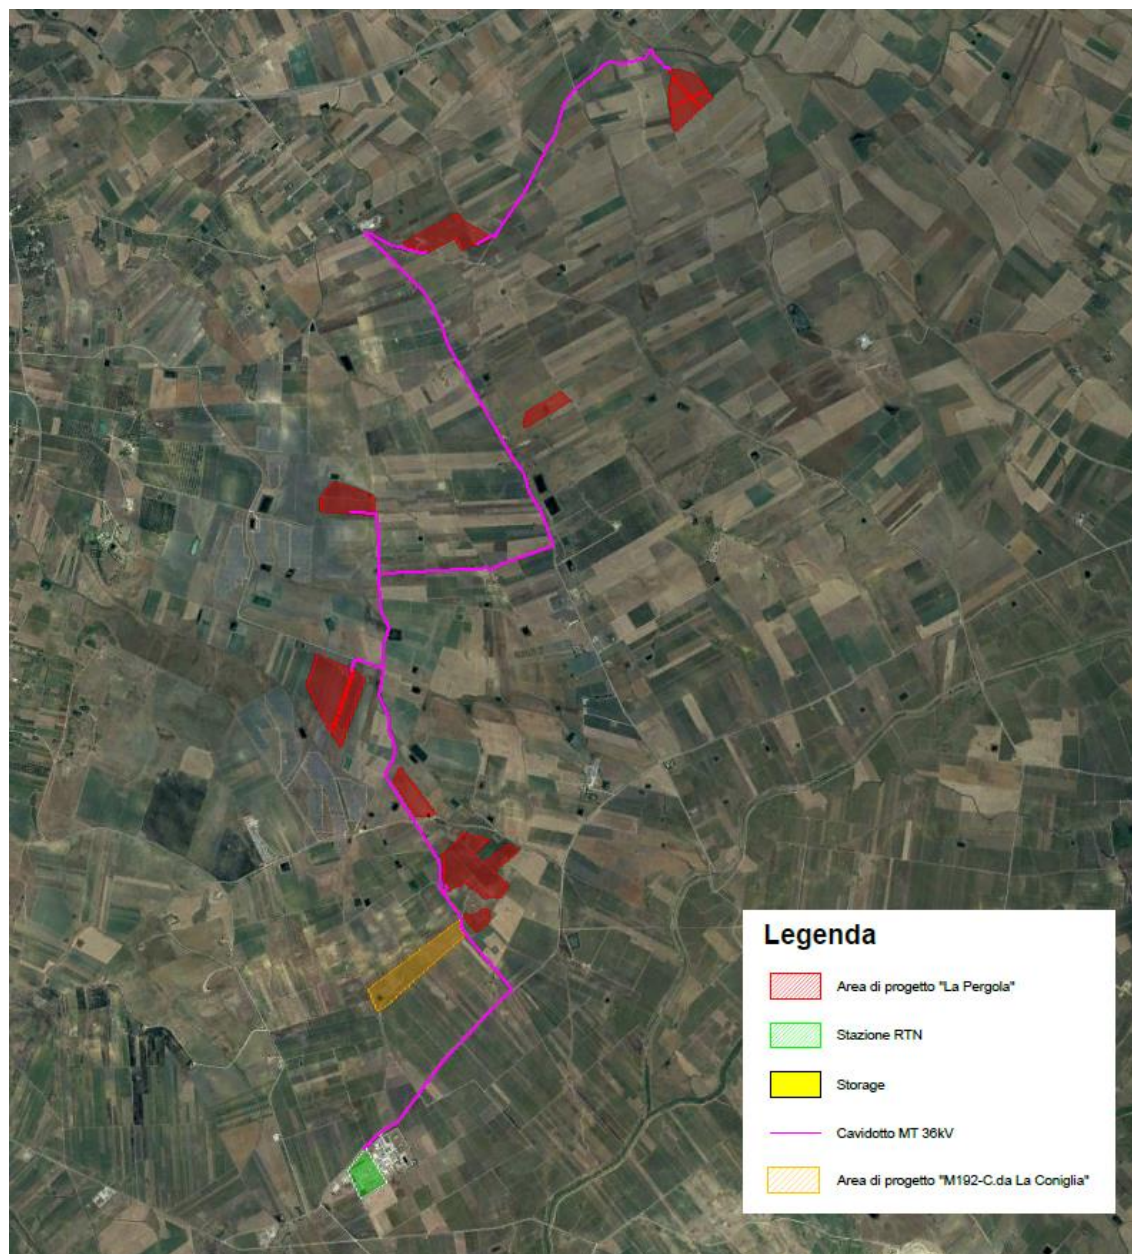 Legenda
Area di progetto "La Pergola"
Stazione RTN
Storage
Cavidotto MT 36kV
Area di progetto "M192-C.da La Coniglia"